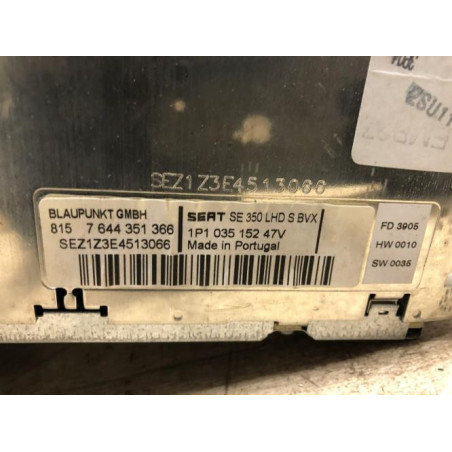 2SU11
SEZ1Z3E4513066
BLAUPUNKT GMBH
815 7 644 351 366
SEZ1Z3E4513066
SEAT SE 350 LHD S BVX
1P1 035 152 47V
Made in Portugal
FD 3905
HW 0010
SW 0035